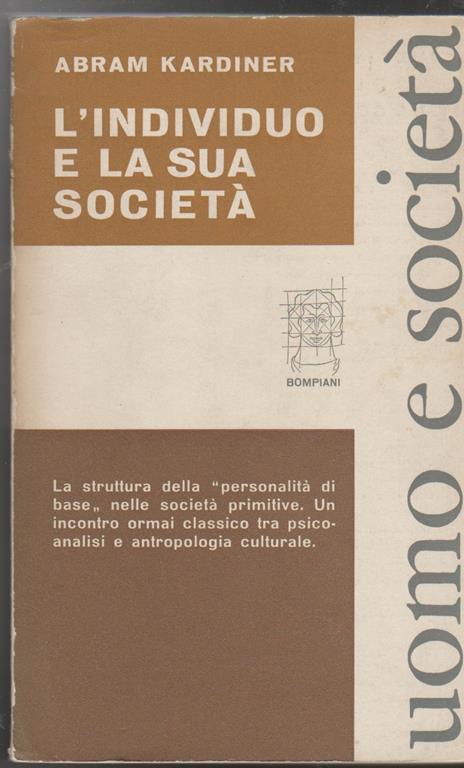 ABRAM KARDINER
L'INDIVIDUO
E LA SUA
SOCIETÀ
BOMPIANI
La struttura della “personalità di
base„ nelle società primitive. Un
incontro ormai classico tra psico-
analisi e antropologia culturale.
uomo e società